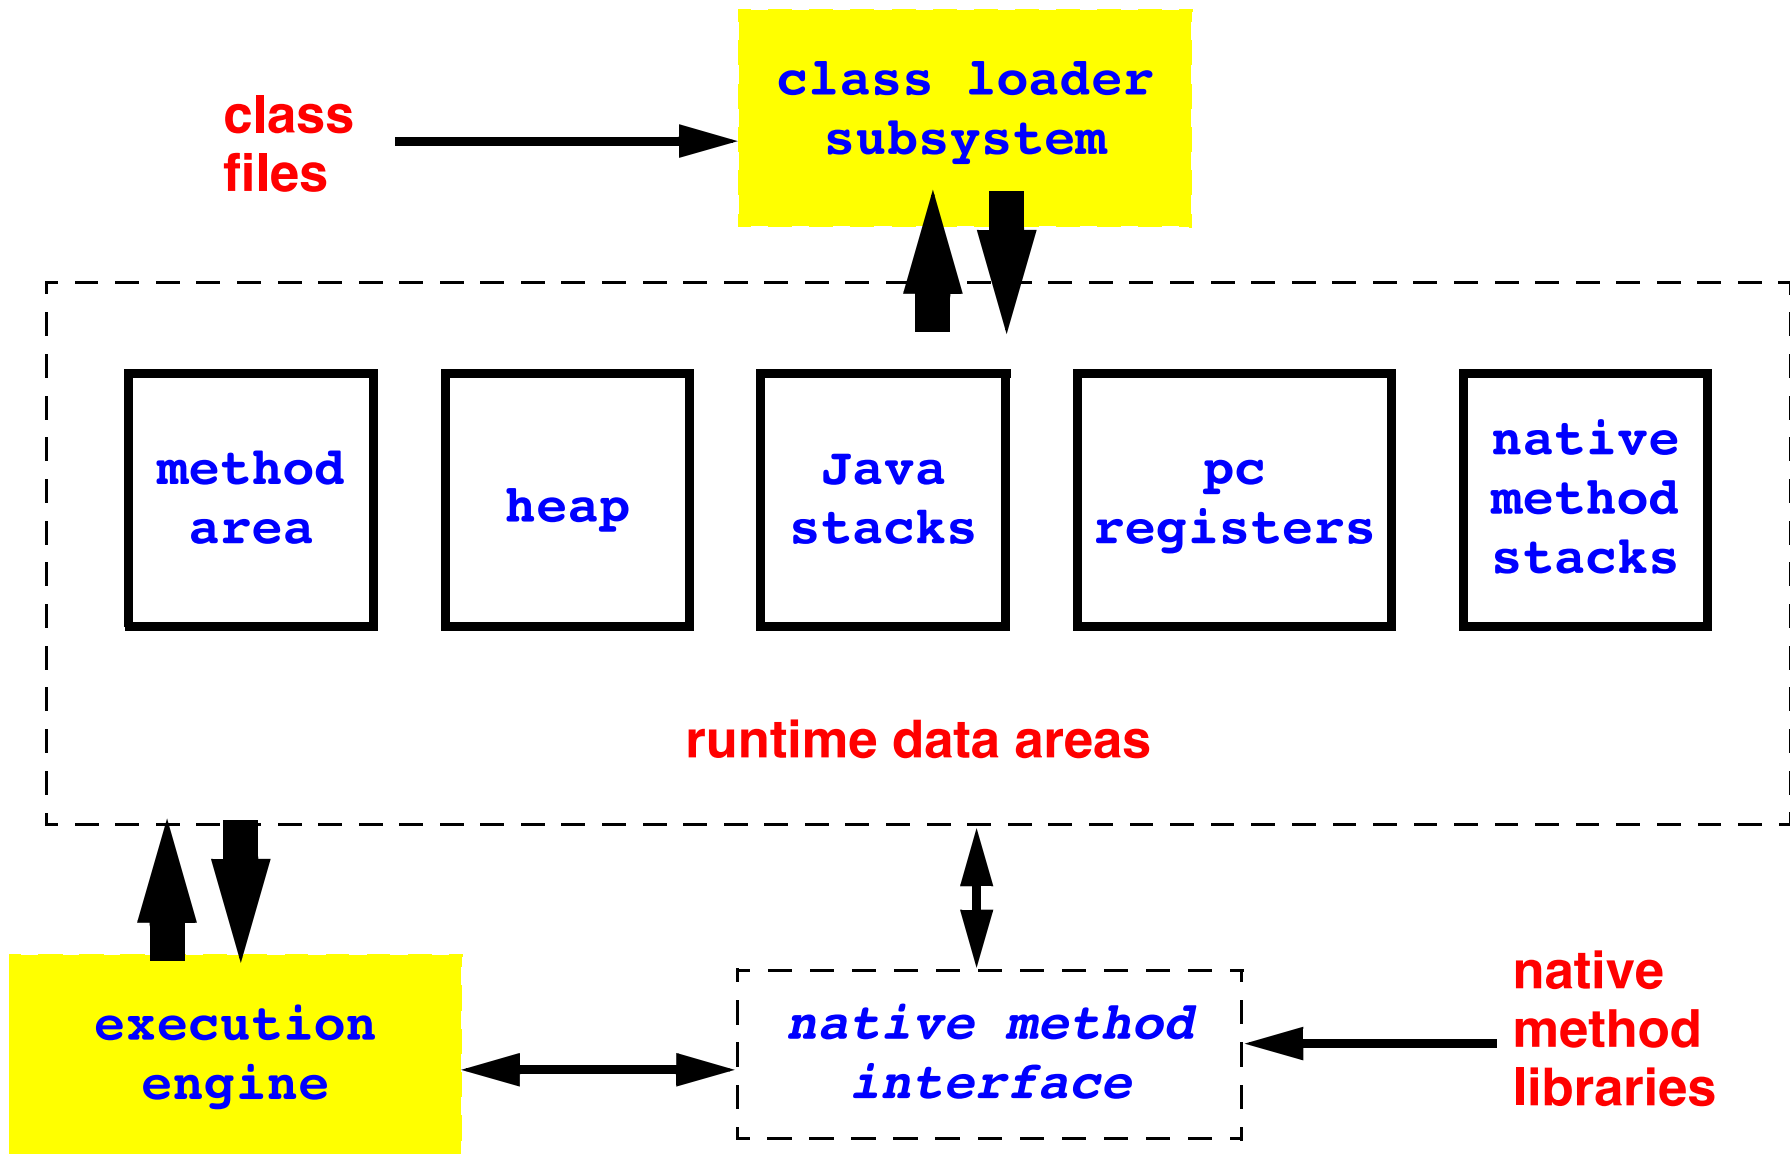 class loader
subsystem
class
files
method
area
heap
Java
stacks
pc
registers
native
method
stacks
runtime data areas
execution
engine
native method
interface
native
method
libraries